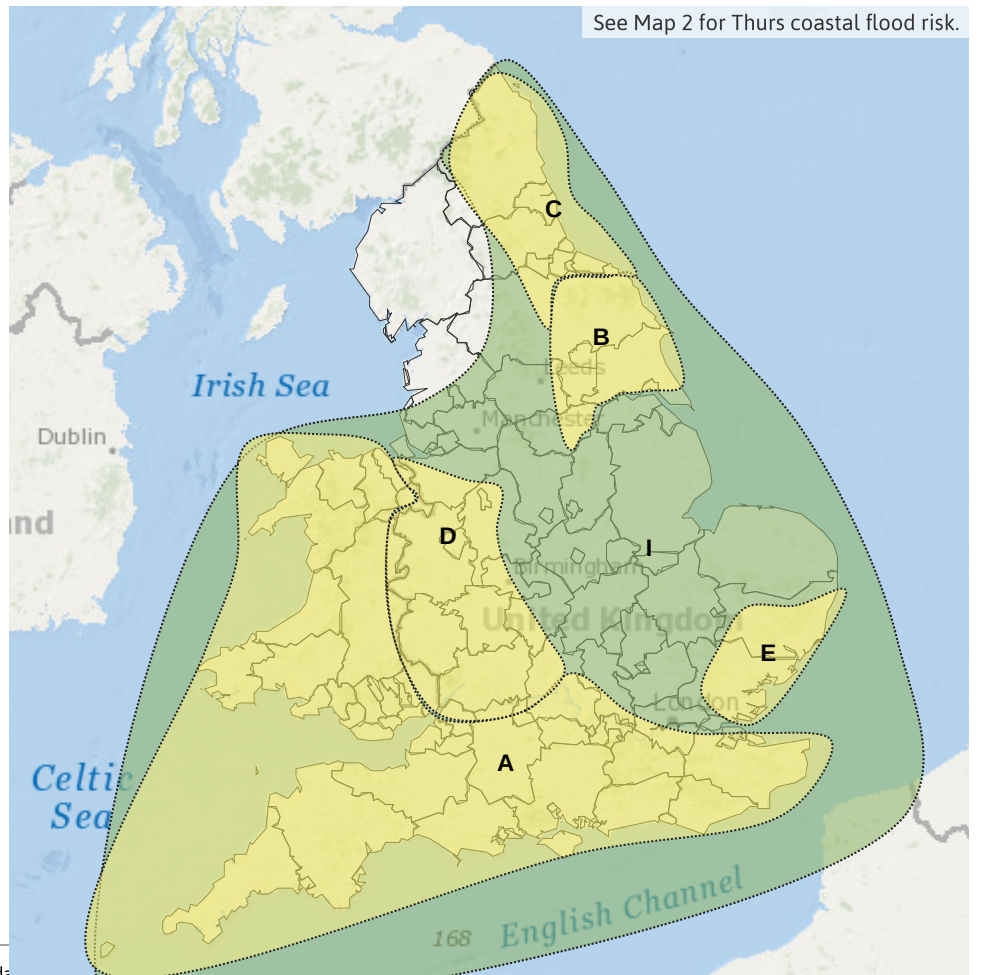 See Map 2 for Thurs coastal flood risk.
C
B
Leeds
Irish Sea
Manchester
Dublin
nd
D
I
Birmingham
United Kingdom
E
London
A
Celtic
Sea
English Channel
168